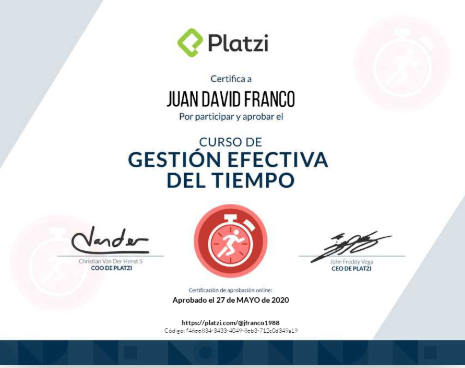 Platzi
Certifica a
JUAN DAVID FRANCO
Por participar y aprobar el
CURSO DE
GESTIÓN EFECTIVA
DEL TIEMPO
Christian Van Der Henst S
COO DE PLATZI
John Freddy Vega
CEO DE PLATZI
Certificación de aprobación online:
Aprobado el 27 de MAYO de 2020
https://platzi.com/@jfranco1988
Código: